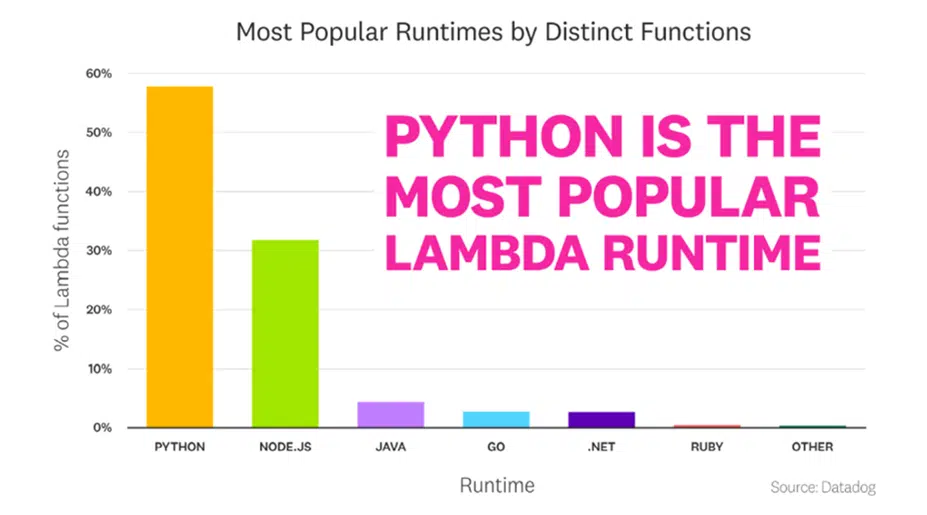 Most Popular Runtimes by Distinct Functions
% of Lambda functions
60%
50%
40%
30%
20%
10%
0%
PYTHON IS THE
MOST POPULAR
LAMBDA RUNTIME
PYTHON
NODE.JS
JAVA
GO
.NET
RUBY
OTHER
Runtime
Source: Datadog